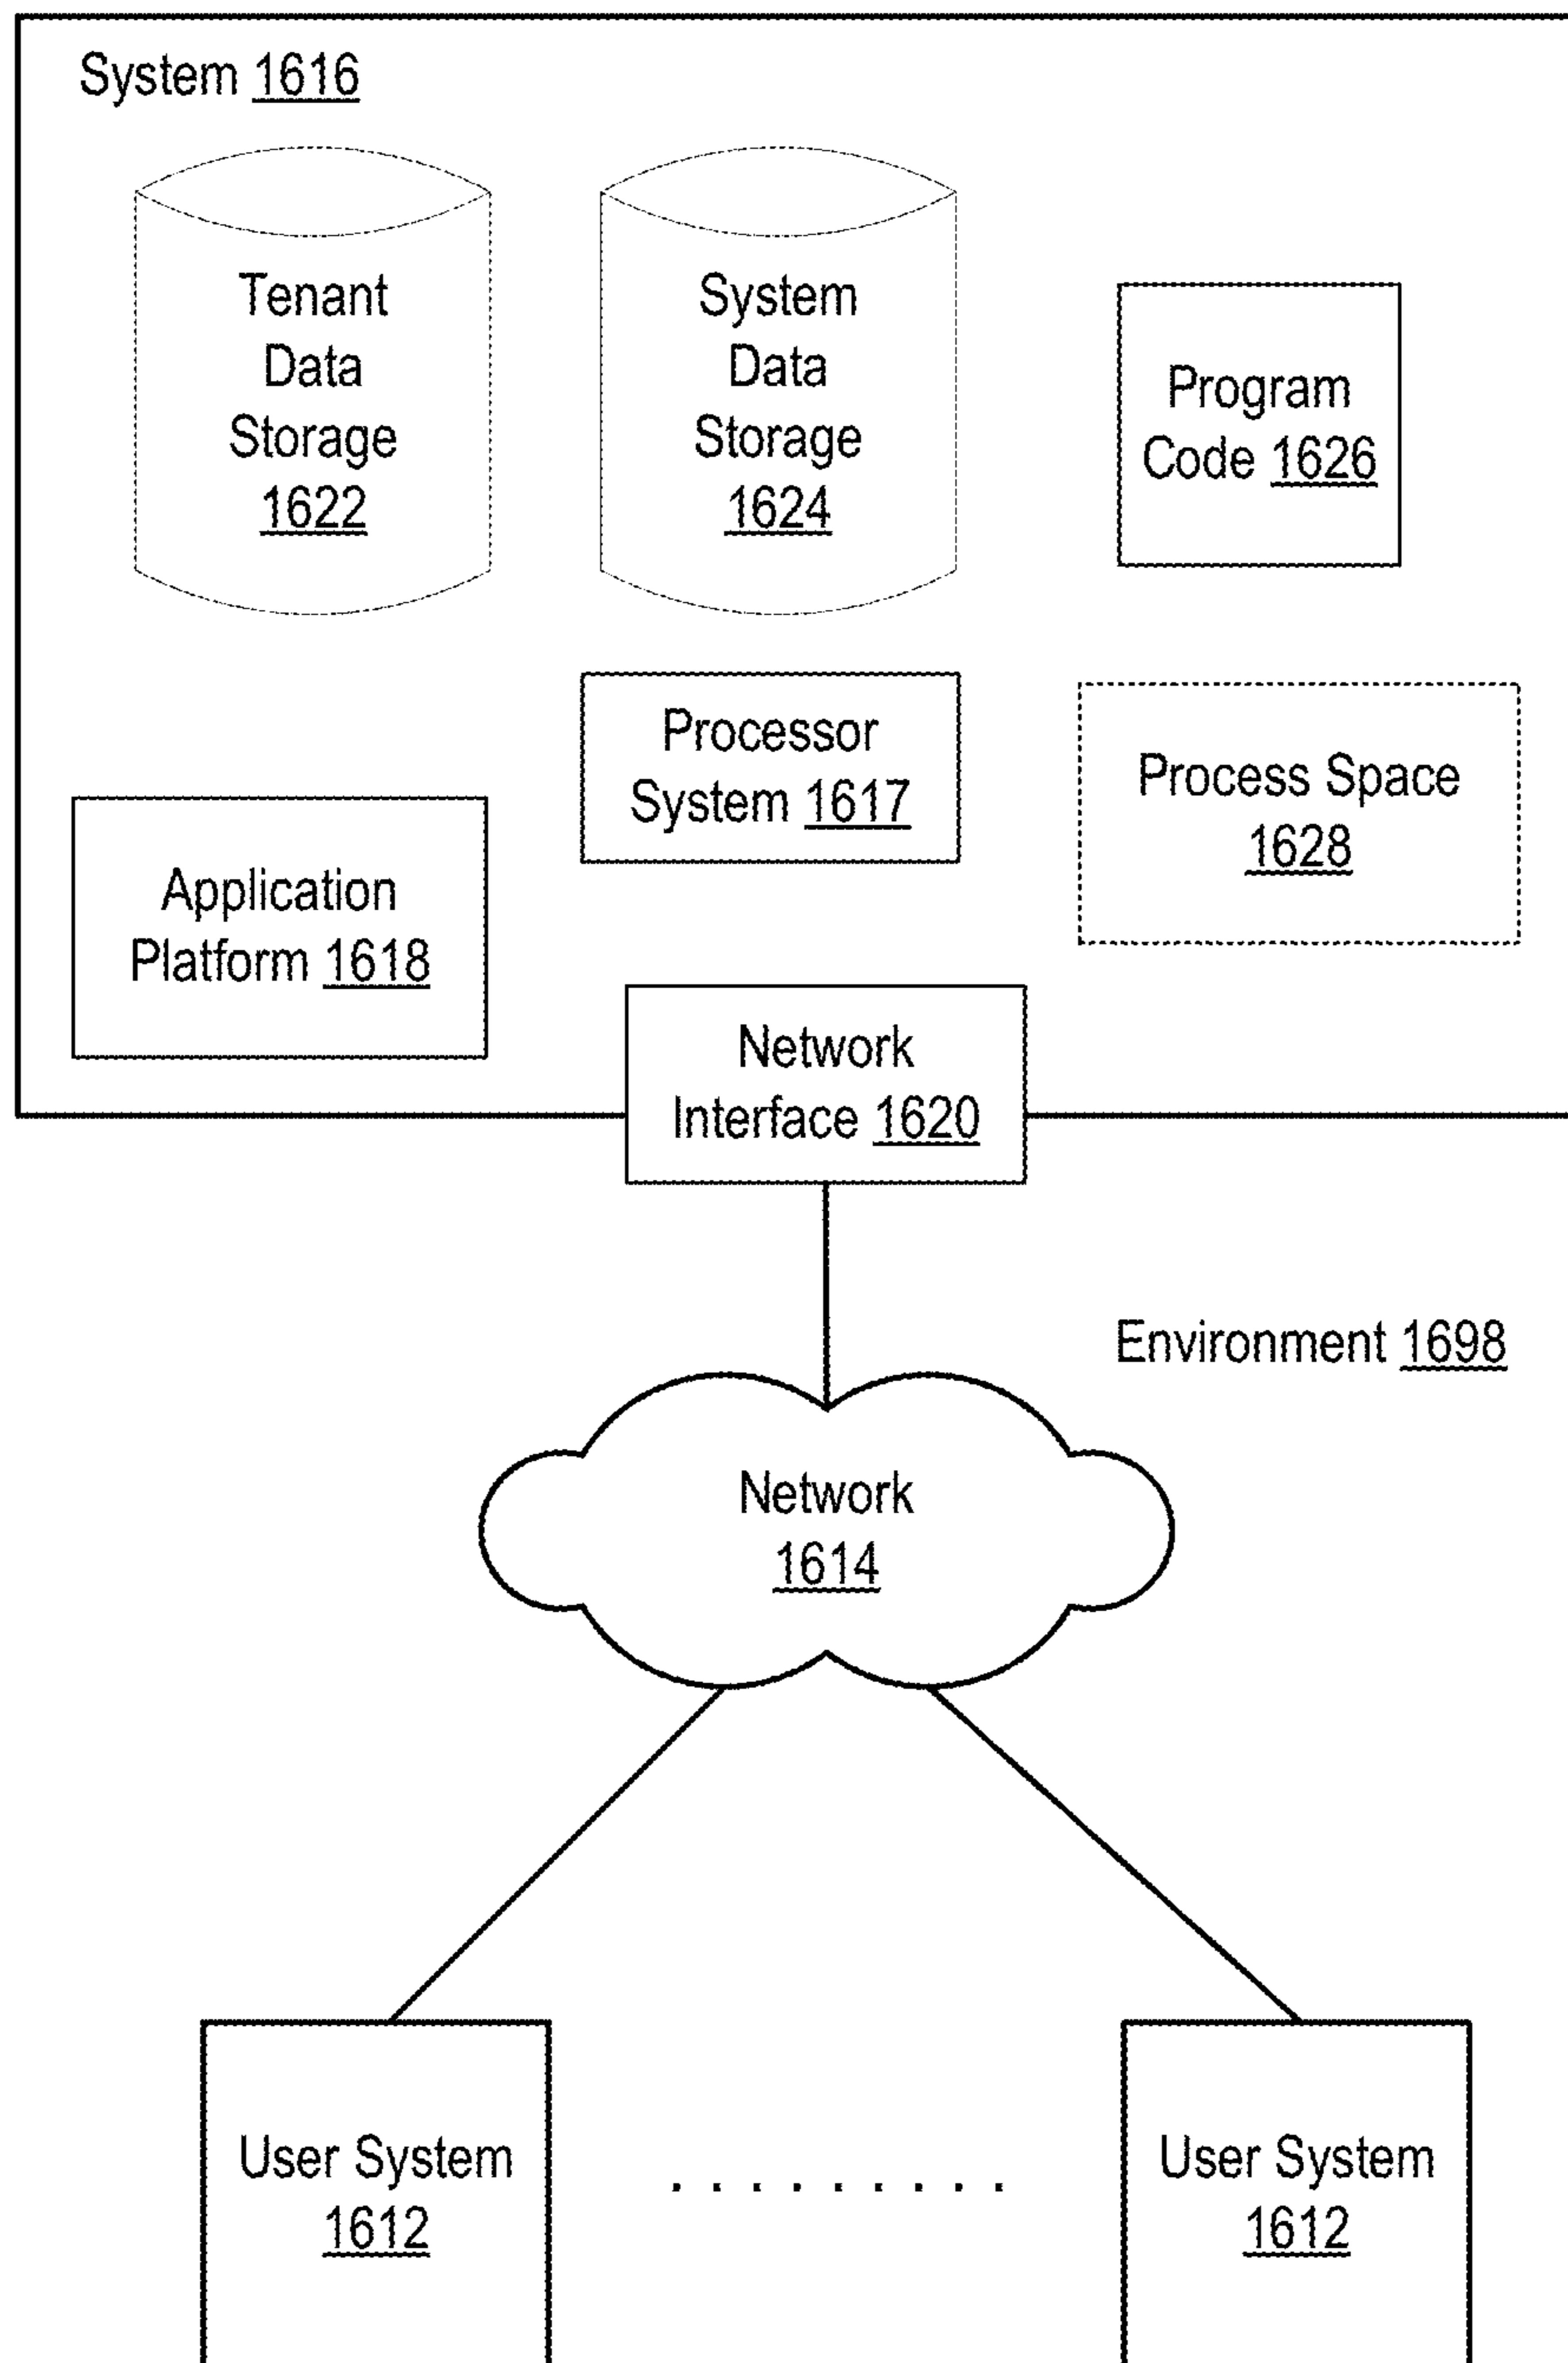 System 1616
Tenant
Data
Storage
1622
System
Data
Storage
1624
Program
Code 1626
Processor
System 1617
Process Space
1628
Application
Platform 1618
Network
Interface 1620
Environment 1698
Network
1614
User System
1612
. . . . . . . . .
User System
1612